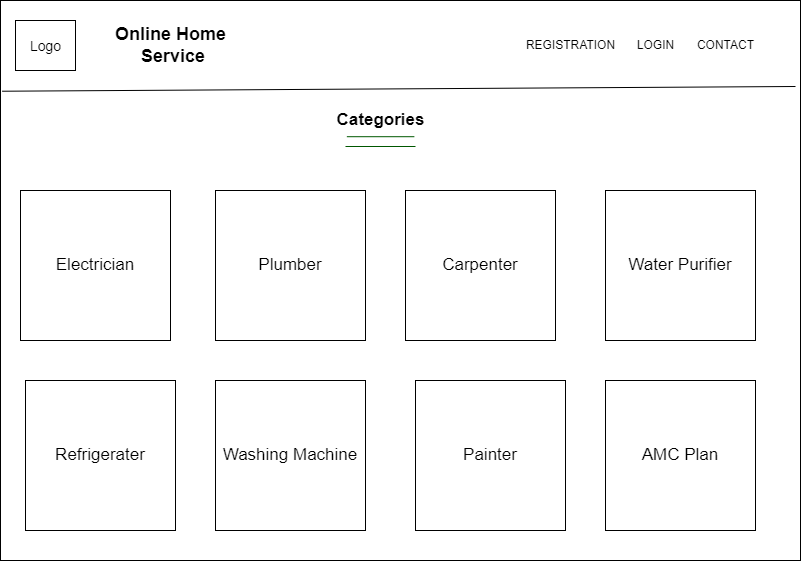 Logo
Online Home
Service
REGISTRATION LOGIN CONTACT
Categories
Electrician Plumber Carpenter Water Purifier
Refrigerater Washing Machine Painter AMC Plan